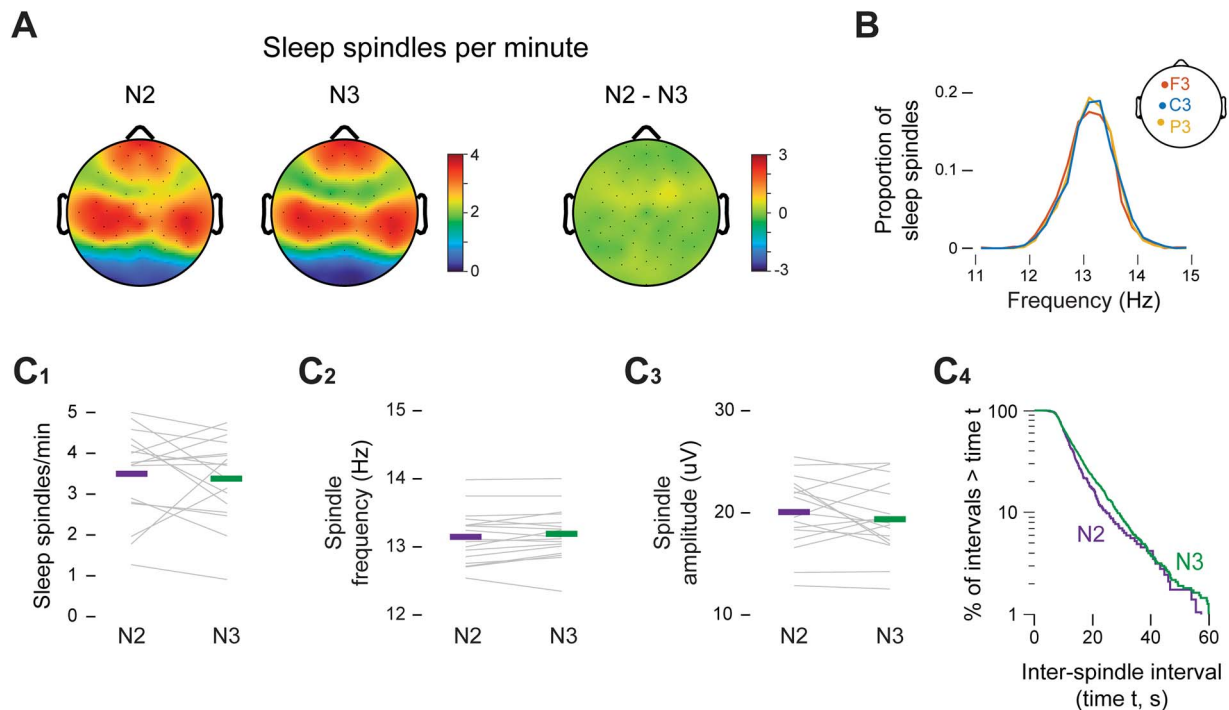 A
Sleep spindles per minute
N2
N3
N2 - N3
4
2
0
3
0
-3
B
Proportion of
sleep spindles
0.2
0.1
0
11
12
13
14
15
Frequency (Hz)
F3
C3
P3
C1
Sleep spindles/min
5
4
3
2
1
0
N2
N3
C2
Spindle
frequency (Hz)
15
14
13
12
N2
N3
C3
Spindle
amplitude (uV)
30
20
10
N2
N3
C4
% of intervals > time t
100
10
1
N2
N3
0
20
40
60
Inter-spindle interval
(time t, s)